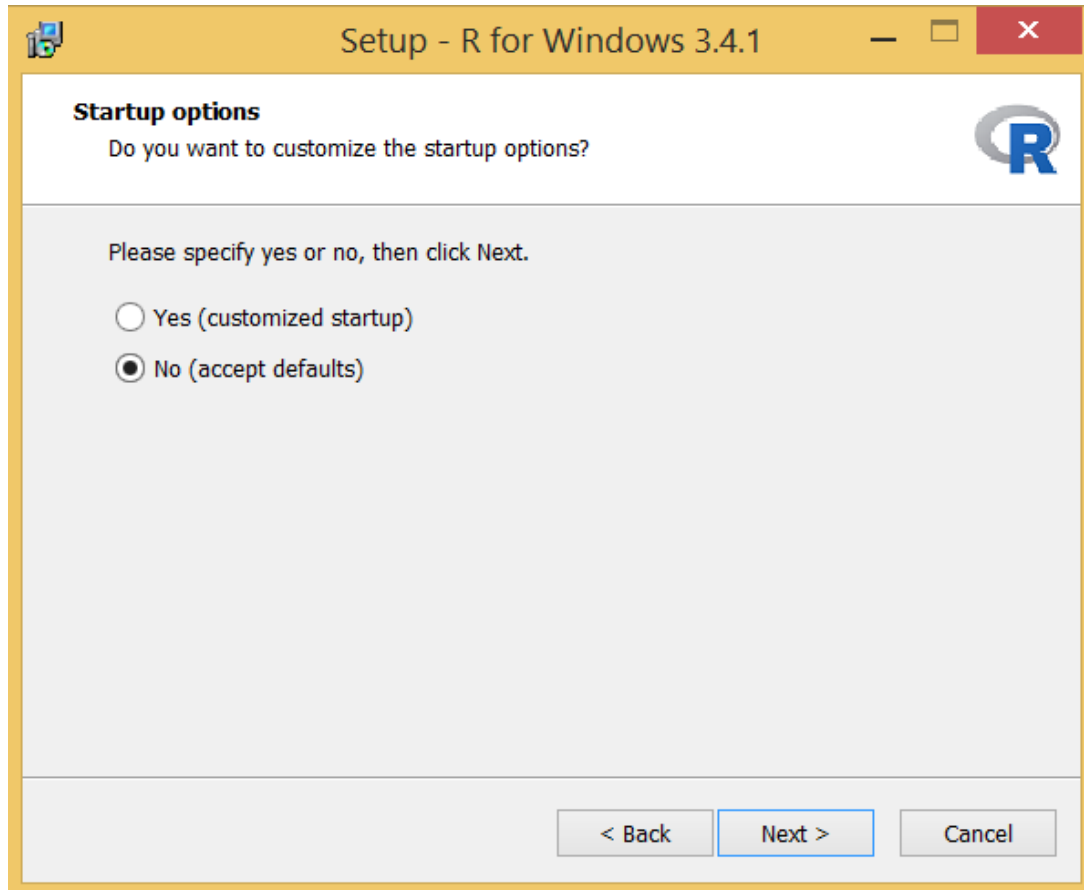 Setup - R for Windows 3.4.1
Startup options
Do you want to customize the startup options?
R
Please specify yes or no, then click Next.
Yes (customized startup)
No (accept defaults)
< Back
Next >
Cancel